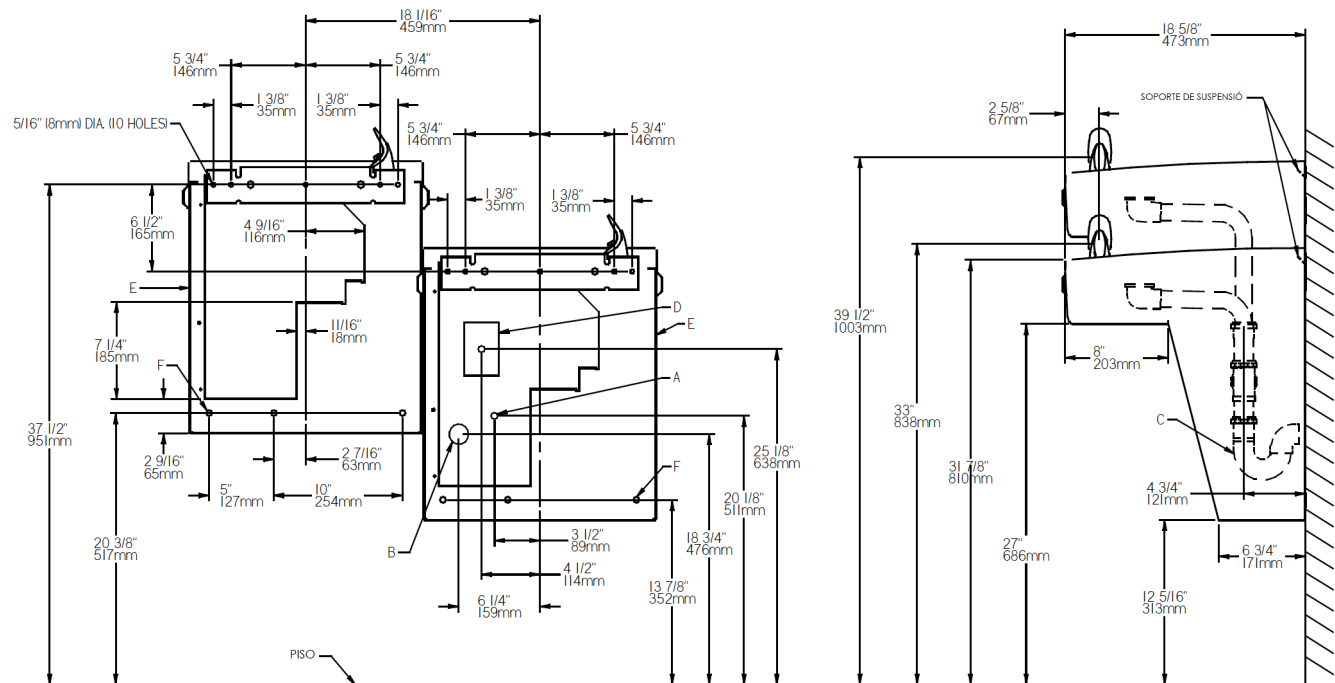 18 1/16"
459mm
5 3/4"
146mm
5 3/4"
146mm
1 3/8"
35mm
1 3/8"
35mm
5/16" (8mm) DIA. (10 HOLES)
5 3/4"
146mm
5 3/4"
146mm
1 3/8"
35mm
1 3/8"
35mm
6 1/2"
165mm
4 9/16"
116mm
E
11/16"
18mm
D
E
7 1/4"
185mm
F
A
37 1/2"
951mm
2 9/16"
65mm
2 7/16"
63mm
5"
127mm
10"
254mm
25 1/8"
638mm
F
20 1/8"
511mm
20 3/8"
517mm
B
3 1/2"
89mm
18 3/4"
476mm
4 1/2"
114mm
13 7/8"
352mm
6 1/4"
159mm
PISO
18 5/8"
473mm
SOPORTE DE SUSPENSIÓ
2 5/8"
67mm
39 1/2"
1003mm
8"
203mm
33"
838mm
C
31 7/8"
810mm
4 3/4"
121mm
27"
686mm
6 3/4"
171mm
12 5/16"
313mm